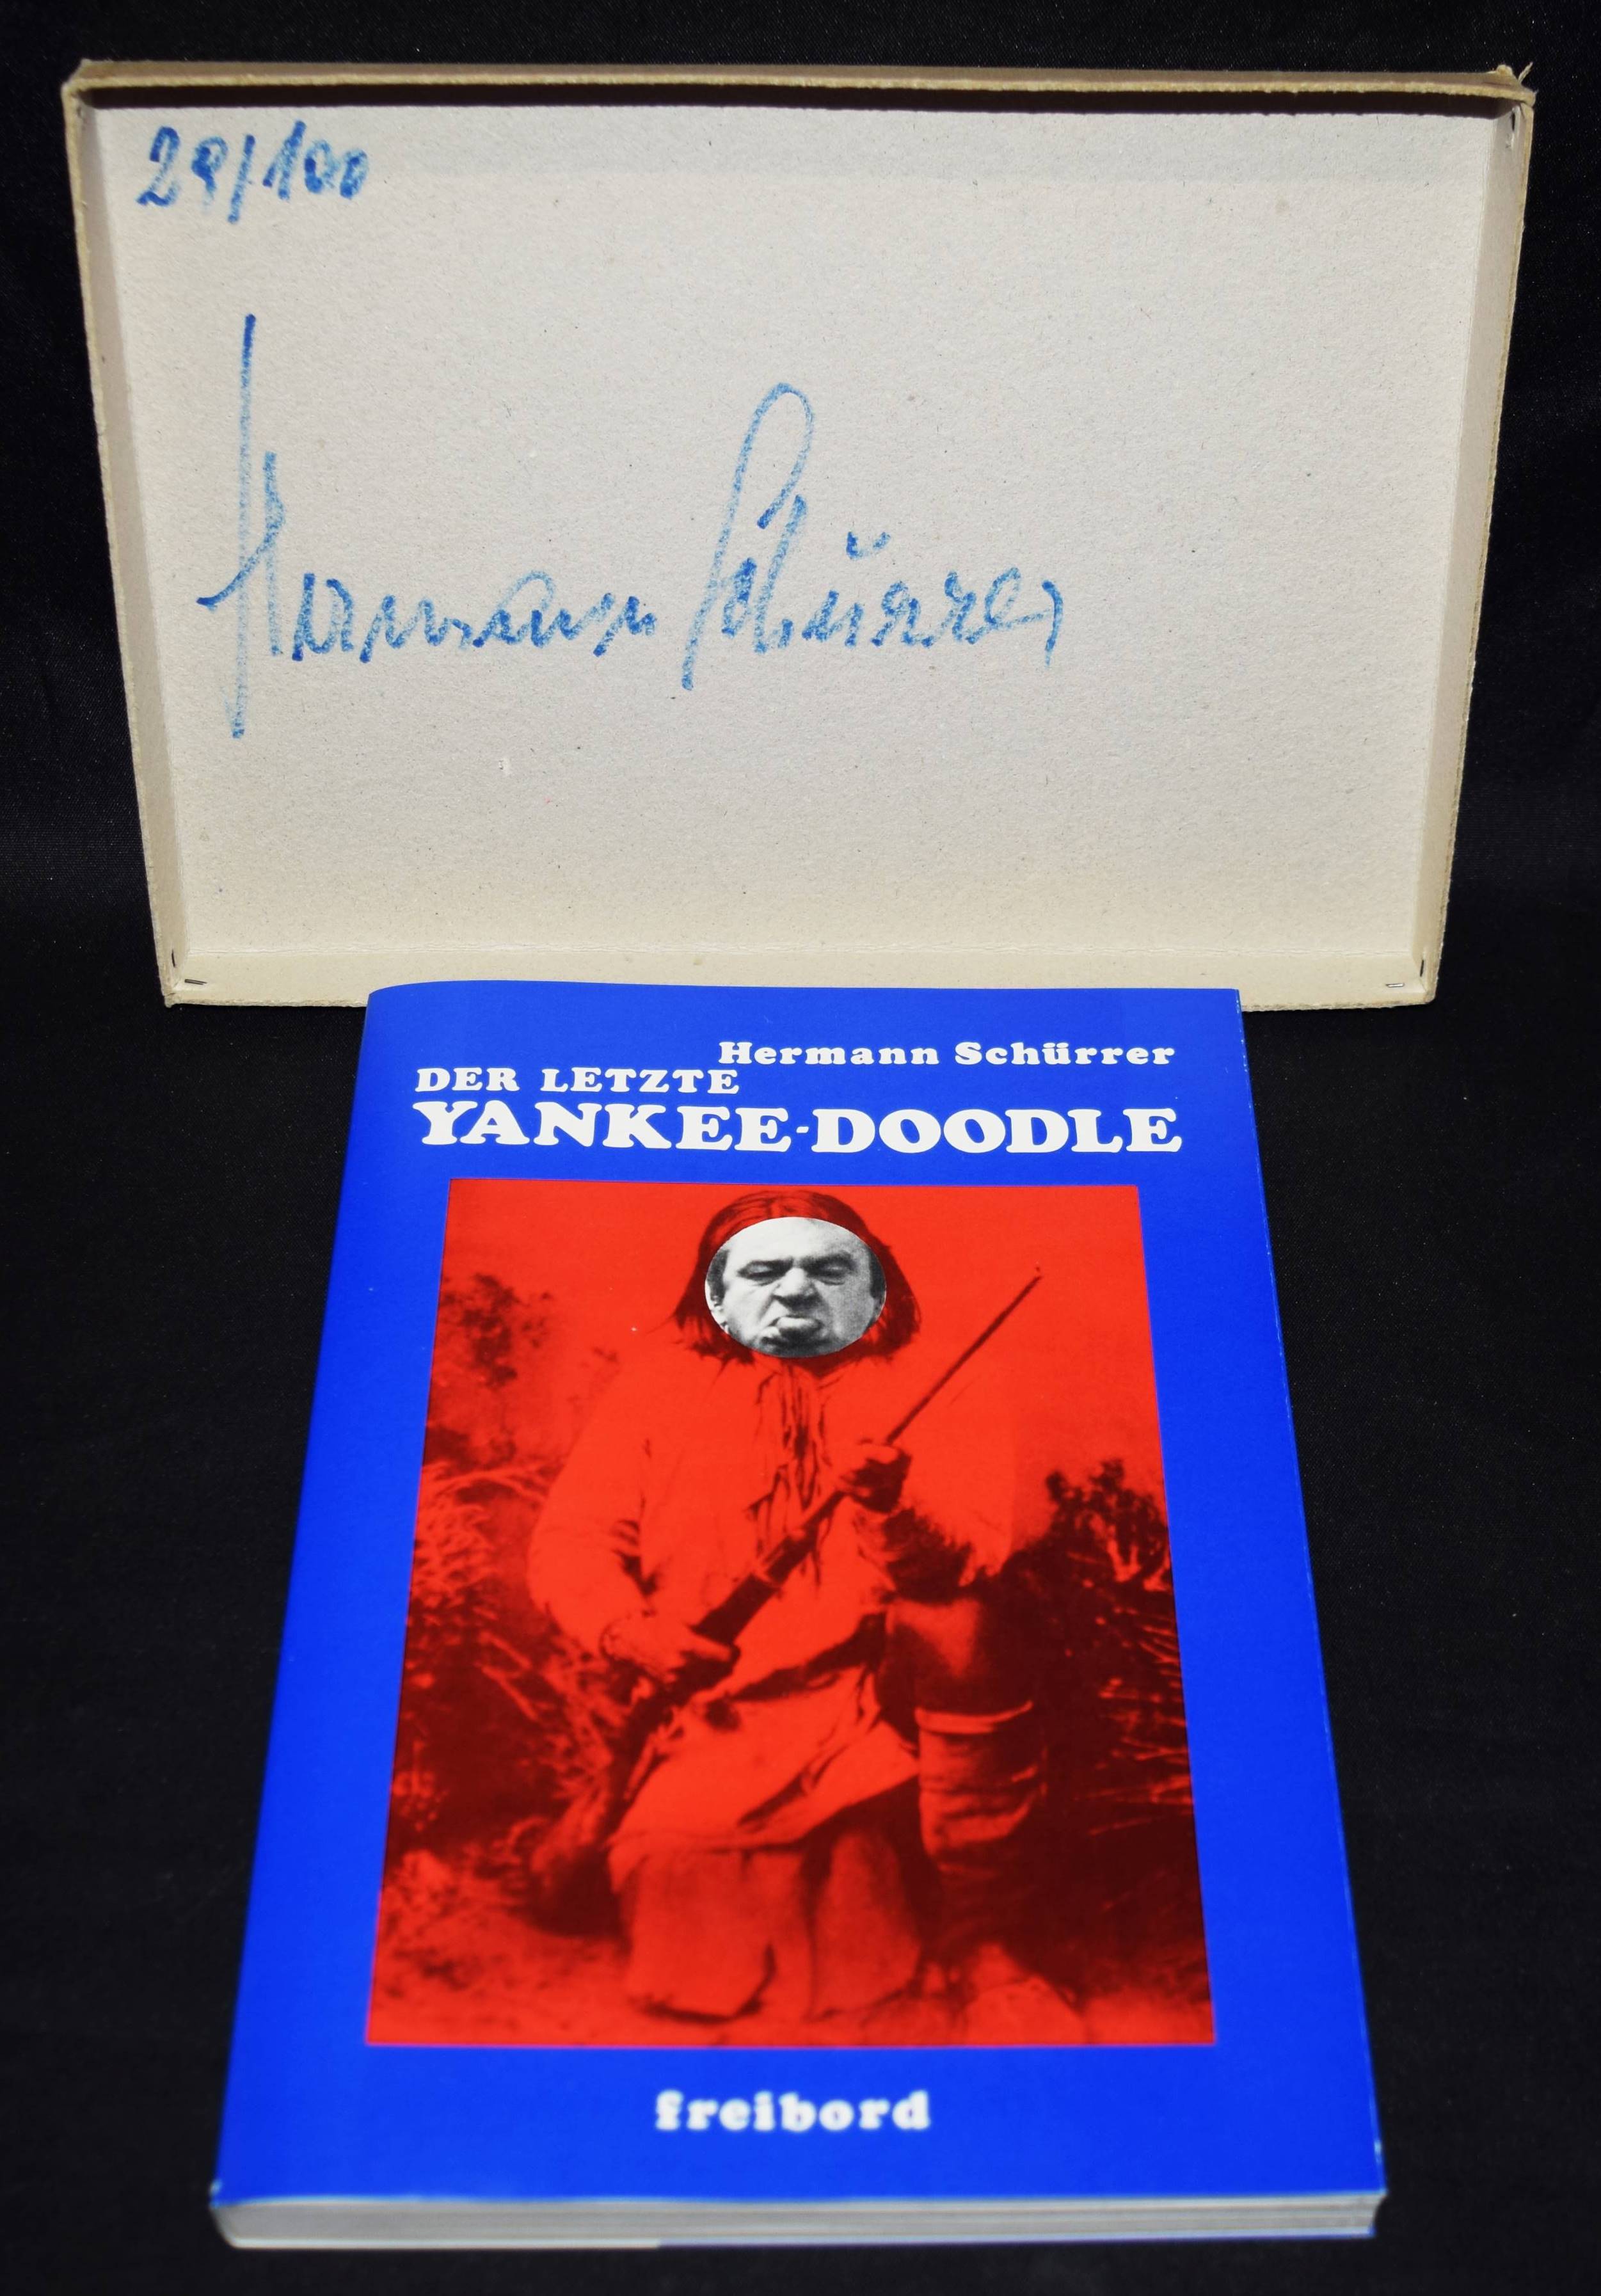 29/100
Hermann Schürrer
Hermann Schürrer
DER LETZTE
YANKEE-DOODLE
freibord